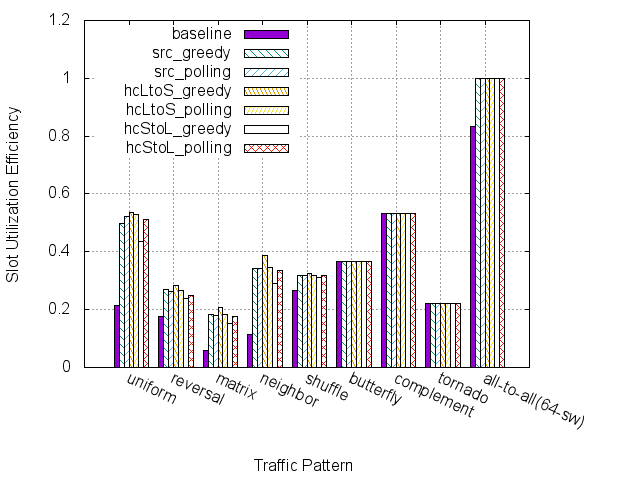 1.2
1
0.8
0.6
0.4
0.2
0
Slot Utilization Efficiency
baseline
src_greedy
src_polling
hcLtoS_greedy
hcLtoS_polling
hcStoL_greedy
hcStoL_polling
uniform
reversal
matrix
neighbor
shuffle
butterfly
complement
tornado
all-to-all(64-sw)
Traffic Pattern